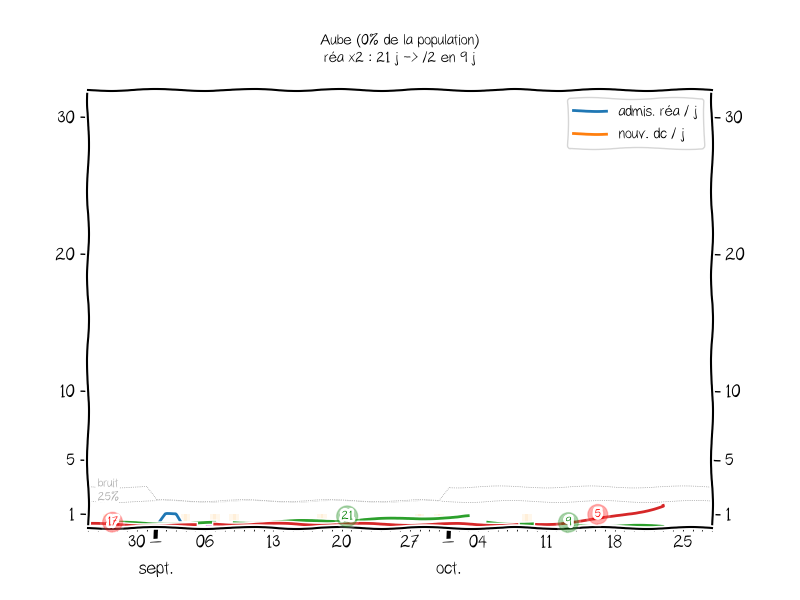 Aube (0% de la population)
réa x2 : 21 j -> /2 en 9 j
admis. réa / j
nouv. dc / j
30 30
20 20
10 10
5 5
bruit
25%
1 17 21 9 5 1
30 06 13 20 27 04 11 18 25
sept. oct.